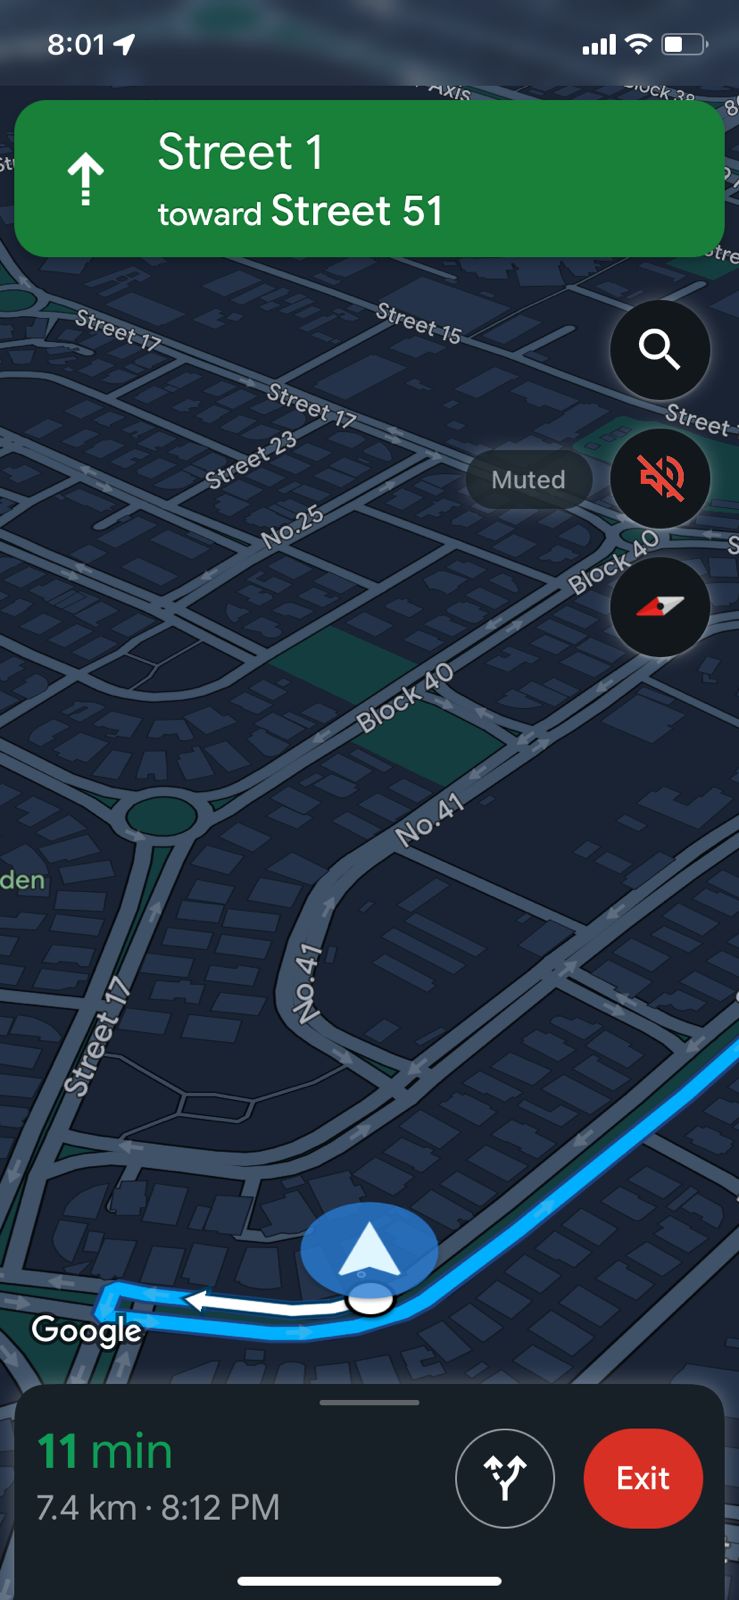 8:01
Axis
Block 38
Street 1
toward Street 51
Street 17
Street 15
Street 17
Street
Street 23
Muted
No.25
Block 40
Block 40
No.41
den
No.41
Street 17
Google
11 min
7.4 km · 8:12 PM
Exit